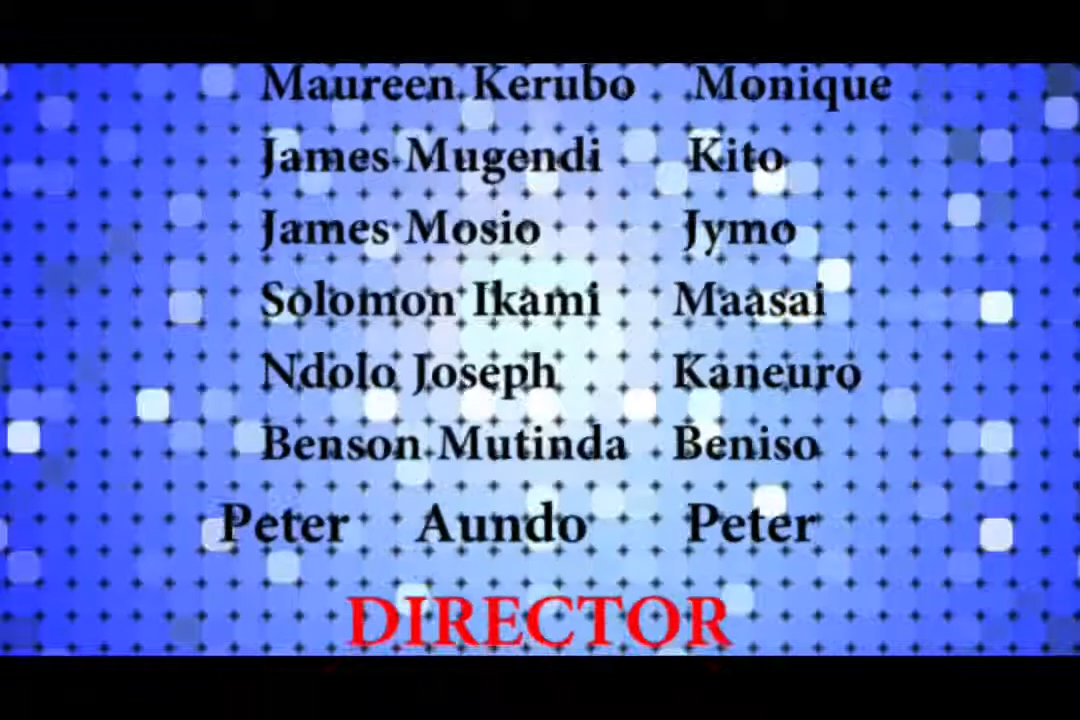 Maureen Kerubo Monique
James Mugendi Kito
James Mosio Jymo
Solomon Ikami Maasai
Ndolo Joseph Kaneuro
Benson Mutinda Beniso
Peter Aundo Peter
DIRECTOR